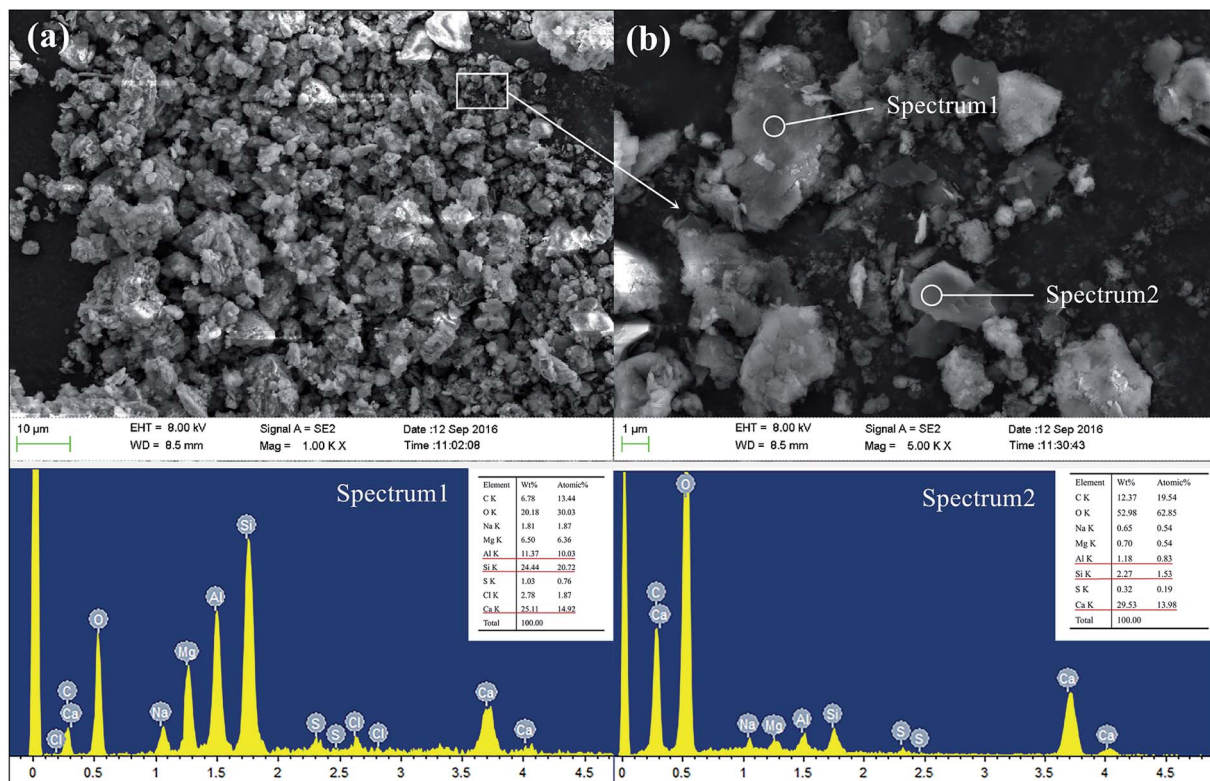 (a)
(b)
Spectrum1
Spectrum2
10 µm
EHT = 8.00 kV
WD = 8.5 mm
Signal A = SE2
Mag = 1.00 K X
Date :12 Sep 2016
Time :11:02:08
1 µm
EHT = 8.00 kV
WD = 8.5 mm
Signal A = SE2
Mag = 5.00 K X
Date :12 Sep 2016
Time :11:30:43
Spectrum1
Element Wt% Atomic%
C K 6.78 13.44
O K 20.18 30.03
Na K 1.81 1.87
Mg K 6.50 6.36
Al K 11.37 10.03
Si K 24.44 20.72
S K 1.03 0.76
Cl K 2.78 1.87
Ca K 25.11 14.92
Total 100.00
Cl
C
Ca
O
Na
Mg
Al
Si
S
S
Cl
Cl
Ca
Ca
0 0.5 1 1.5 2 2.5 3 3.5 4 4.5
Spectrum2
Element Wt% Atomic%
C K 12.37 19.54
O K 52.98 62.85
Na K 0.65 0.54
Mg K 0.70 0.54
Al K 1.18 0.83
Si K 2.27 1.53
S K 0.32 0.19
Ca K 29.53 13.98
Total 100.00
C
Ca
O
Na
Mg
Al
Si
S
S
Ca
Ca
0 0.5 1 1.5 2 2.5 3 3.5 4 4.5